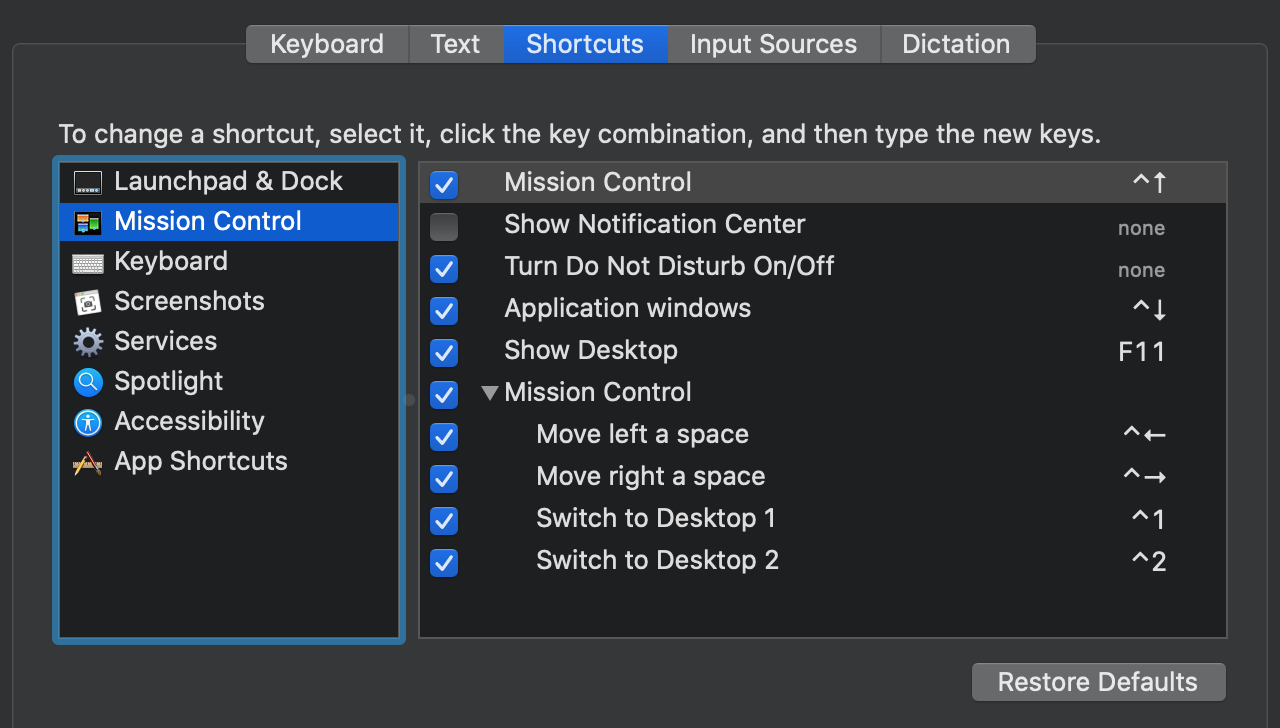 Keyboard Text Shortcuts Input Sources Dictation
To change a shortcut, select it, click the key combination, and then type the new keys.
Launchpad & Dock
Mission Control
Keyboard
Screenshots
Services
Spotlight
Accessibility
App Shortcuts
Mission Control ^↑
Show Notification Center none
Turn Do Not Disturb On/Off none
Application windows ^↓
Show Desktop F11
Mission Control
Move left a space ^←
Move right a space ^→
Switch to Desktop 1 ^1
Switch to Desktop 2 ^2
Restore Defaults